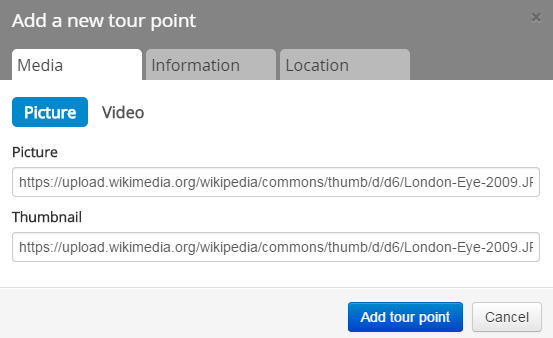 Add a new tour point ×
Media Information Location
Picture Video
Picture
https://upload.wikimedia.org/wikipedia/commons/thumb/d/d6/London-Eye-2009.JP
Thumbnail
https://upload.wikimedia.org/wikipedia/commons/thumb/d/d6/London-Eye-2009.JP
Add tour point Cancel